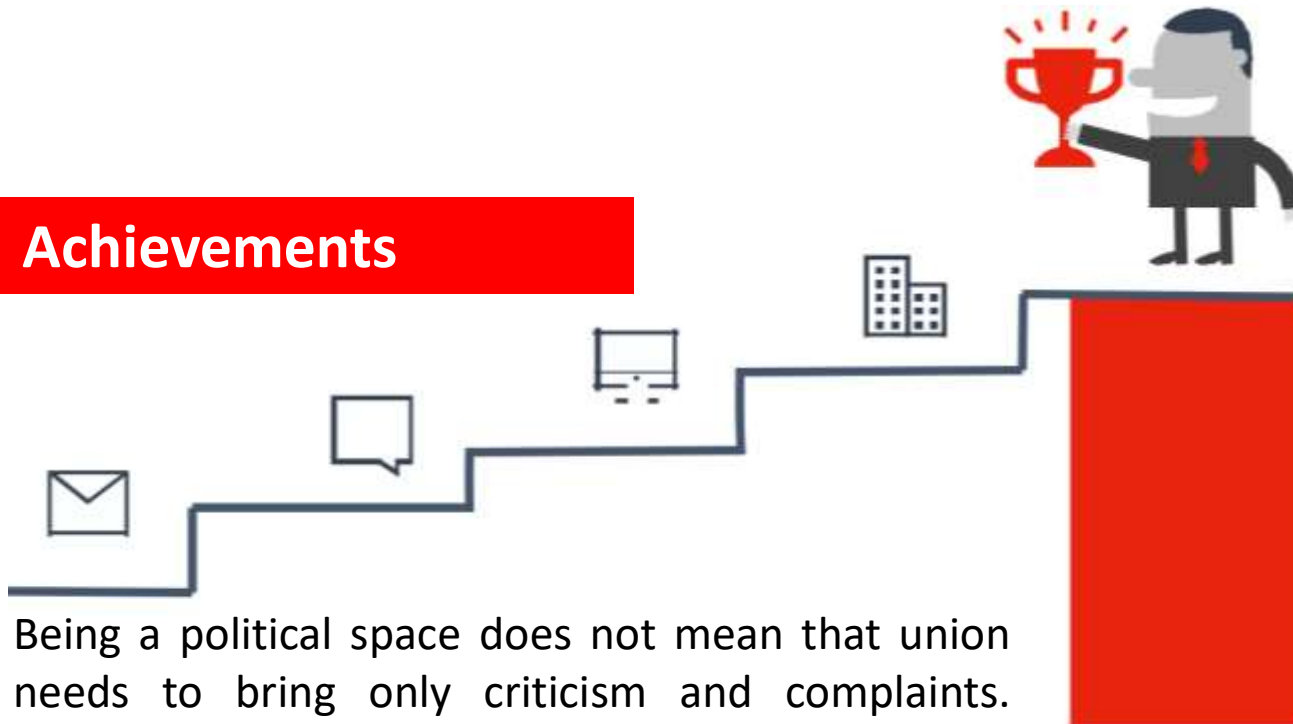 Achievements
Being a political space does not mean that union
needs to bring only criticism and complaints.